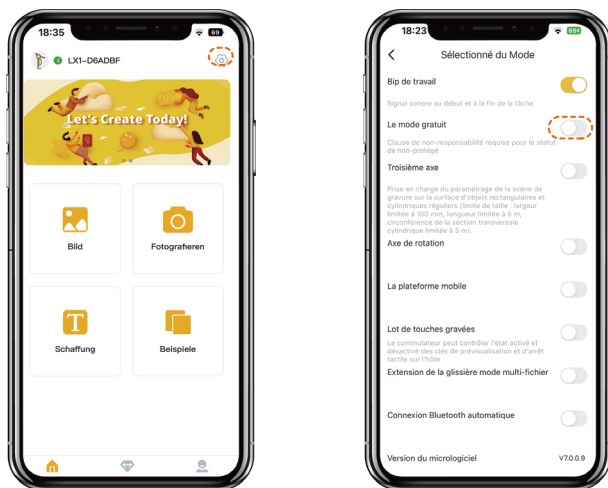 18:35
69
LX1-D6ADBF
Let's Create Today!
Bild
Fotografieren
Schaffung
Beispiele
18:23
69+
Sélectionné du Mode
Bip de travail
Signal sonore au début et à la fin de la tâche
Le mode gratuit
Clause de non-responsabilité requise pour le statut
de non-protégé
Troisième axe
Prise en charge du paramétrage de la scène de
gravure sur la surface d'objets rectangulaires et
cylindriques réguliers (limite de taille : largeur
limitée à 100 mm, longueur limitée à 5 m,
circonférence de la section transversale
cylindrique limitée à 5 m).
Axe de rotation
La plateforme mobile
Lot de touches gravées
Le commutateur peut contrôler l'état activé et
désactivé des clés de prévisualisation et d'arrêt
tactile sur l'hôte
Extension de la glissière mode multi-fichier
Connexion Bluetooth automatique
Version du micrologiciel
V7.0.0.9